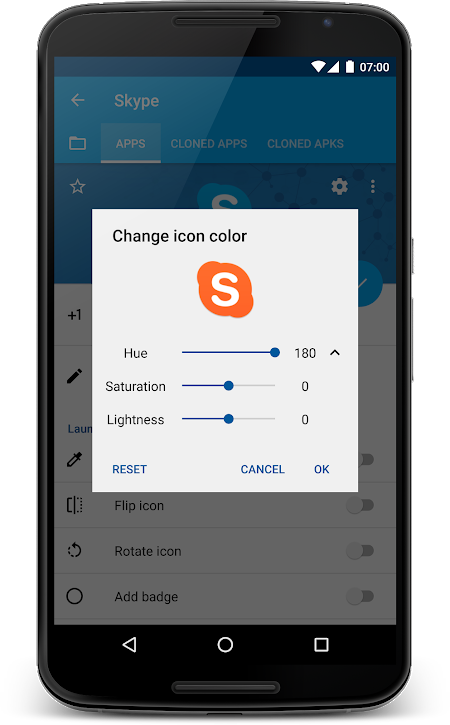 07:00
Skype
APPS CLONED APPS CLONED APKS
S
Change icon color
S
+1
Hue 180
Saturation 0
Lightness 0
Laun
RESET CANCEL OK
Flip icon
Rotate icon
Add badge